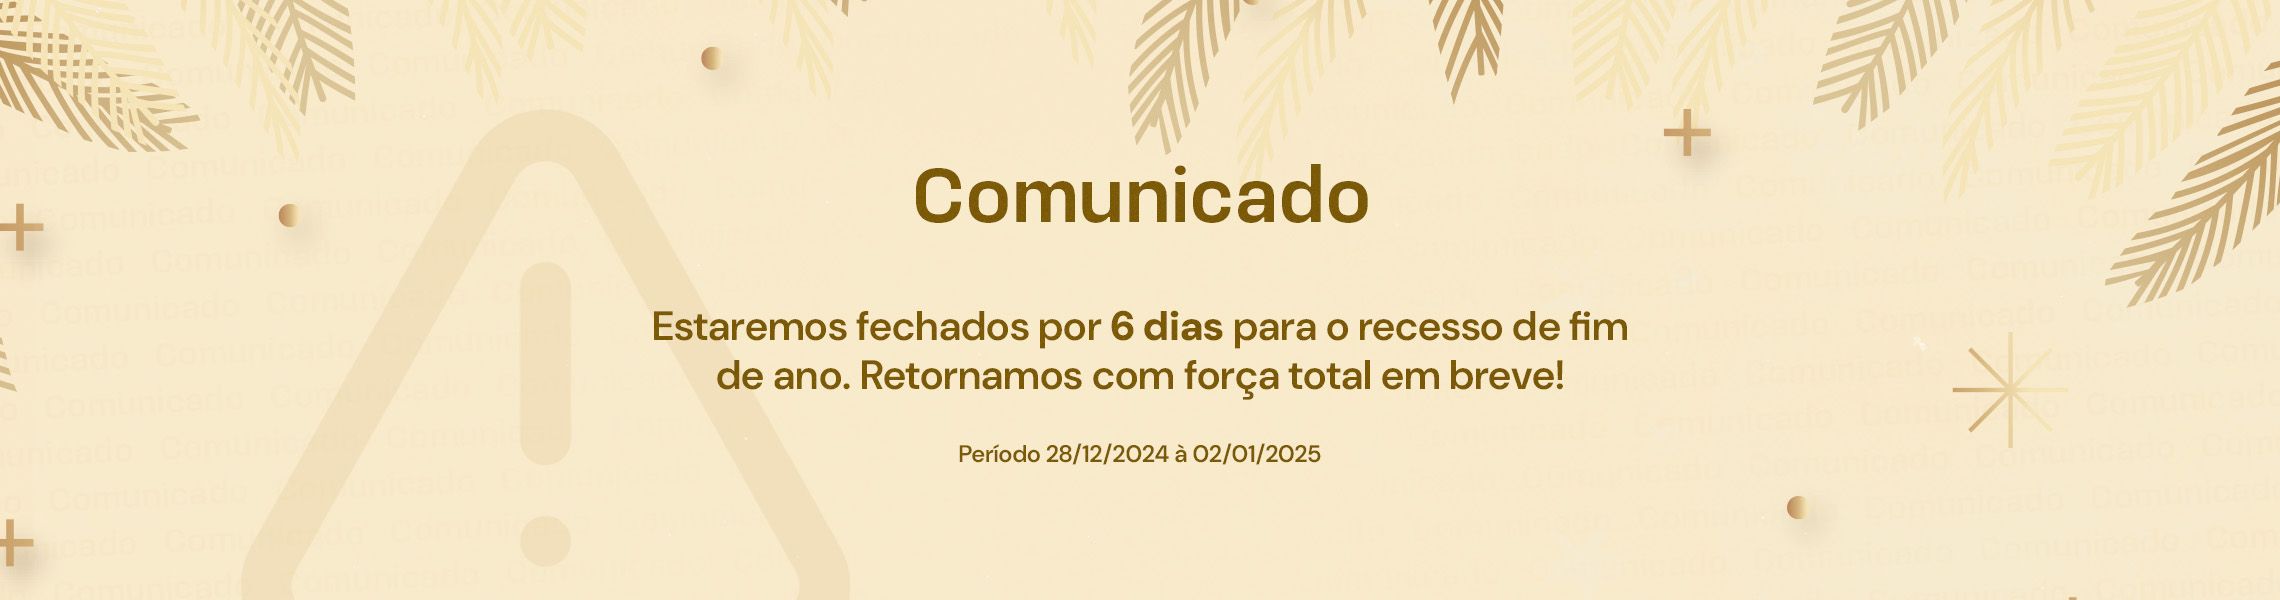 Comunicado
Estaremos fechados por 6 dias para o recesso de fim
de ano. Retornamos com força total em breve!
Período 28/12/2024 à 02/01/2025